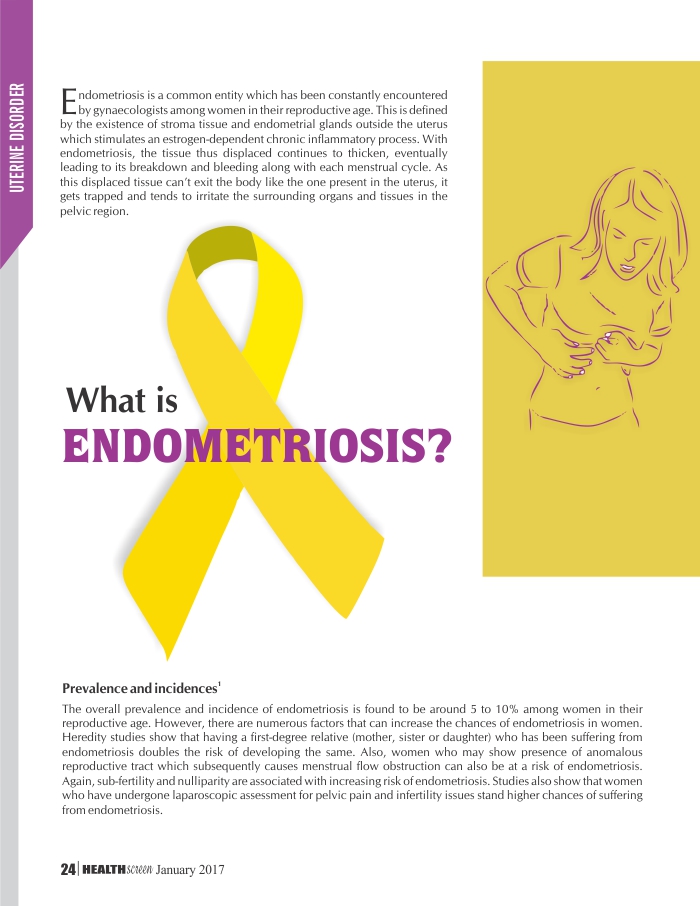 UTERINE DISORDER
Endometriosis is a common entity which has been constantly encountered
by gynaecologists among women in their reproductive age. This is defined
by the existence of stroma tissue and endometrial glands outside the uterus
which stimulates an estrogen-dependent chronic inflammatory process. With
endometriosis, the tissue thus displaced continues to thicken, eventually
leading to its breakdown and bleeding along with each menstrual cycle. As
this displaced tissue can’t exit the body like the one present in the uterus, it
gets trapped and tends to irritate the surrounding organs and tissues in the
pelvic region.
What is
ENDOMETRIOSIS?
Prevalence and incidences¹
The overall prevalence and incidence of endometriosis is found to be around 5 to 10% among women in their
reproductive age. However, there are numerous factors that can increase the chances of endometriosis in women.
Heredity studies show that having a first-degree relative (mother, sister or daughter) who has been suffering from
endometriosis doubles the risk of developing the same. Also, women who may show presence of anomalous
reproductive tract which subsequently causes menstrual flow obstruction can also be at a risk of endometriosis.
Again, sub-fertility and nulliparity are associated with increasing risk of endometriosis. Studies also show that women
who have undergone laparoscopic assessment for pelvic pain and infertility issues stand higher chances of suffering
from endometriosis.
24| HEALTHscreen January 2017